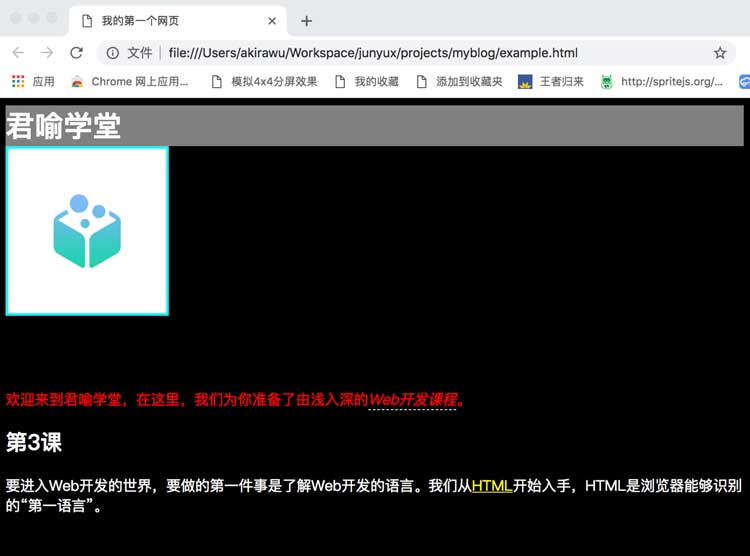 我的第一个网页
文件 file:///Users/akirawu/Workspace/junyux/projects/myblog/example.html
应用 Chrome 网上应用... 模拟4x4分屏效果 我的收藏 添加到收藏夹 王者归来 http://spritejs.org/...
君喻学堂
欢迎来到君喻学堂，在这里，我们为你准备了由浅入深的Web开发课程。
第3课
要进入Web开发的世界，要做的第一件事是了解Web开发的语言。我们从HTML开始入手，HTML是浏览器能够识别
的“第一语言”。